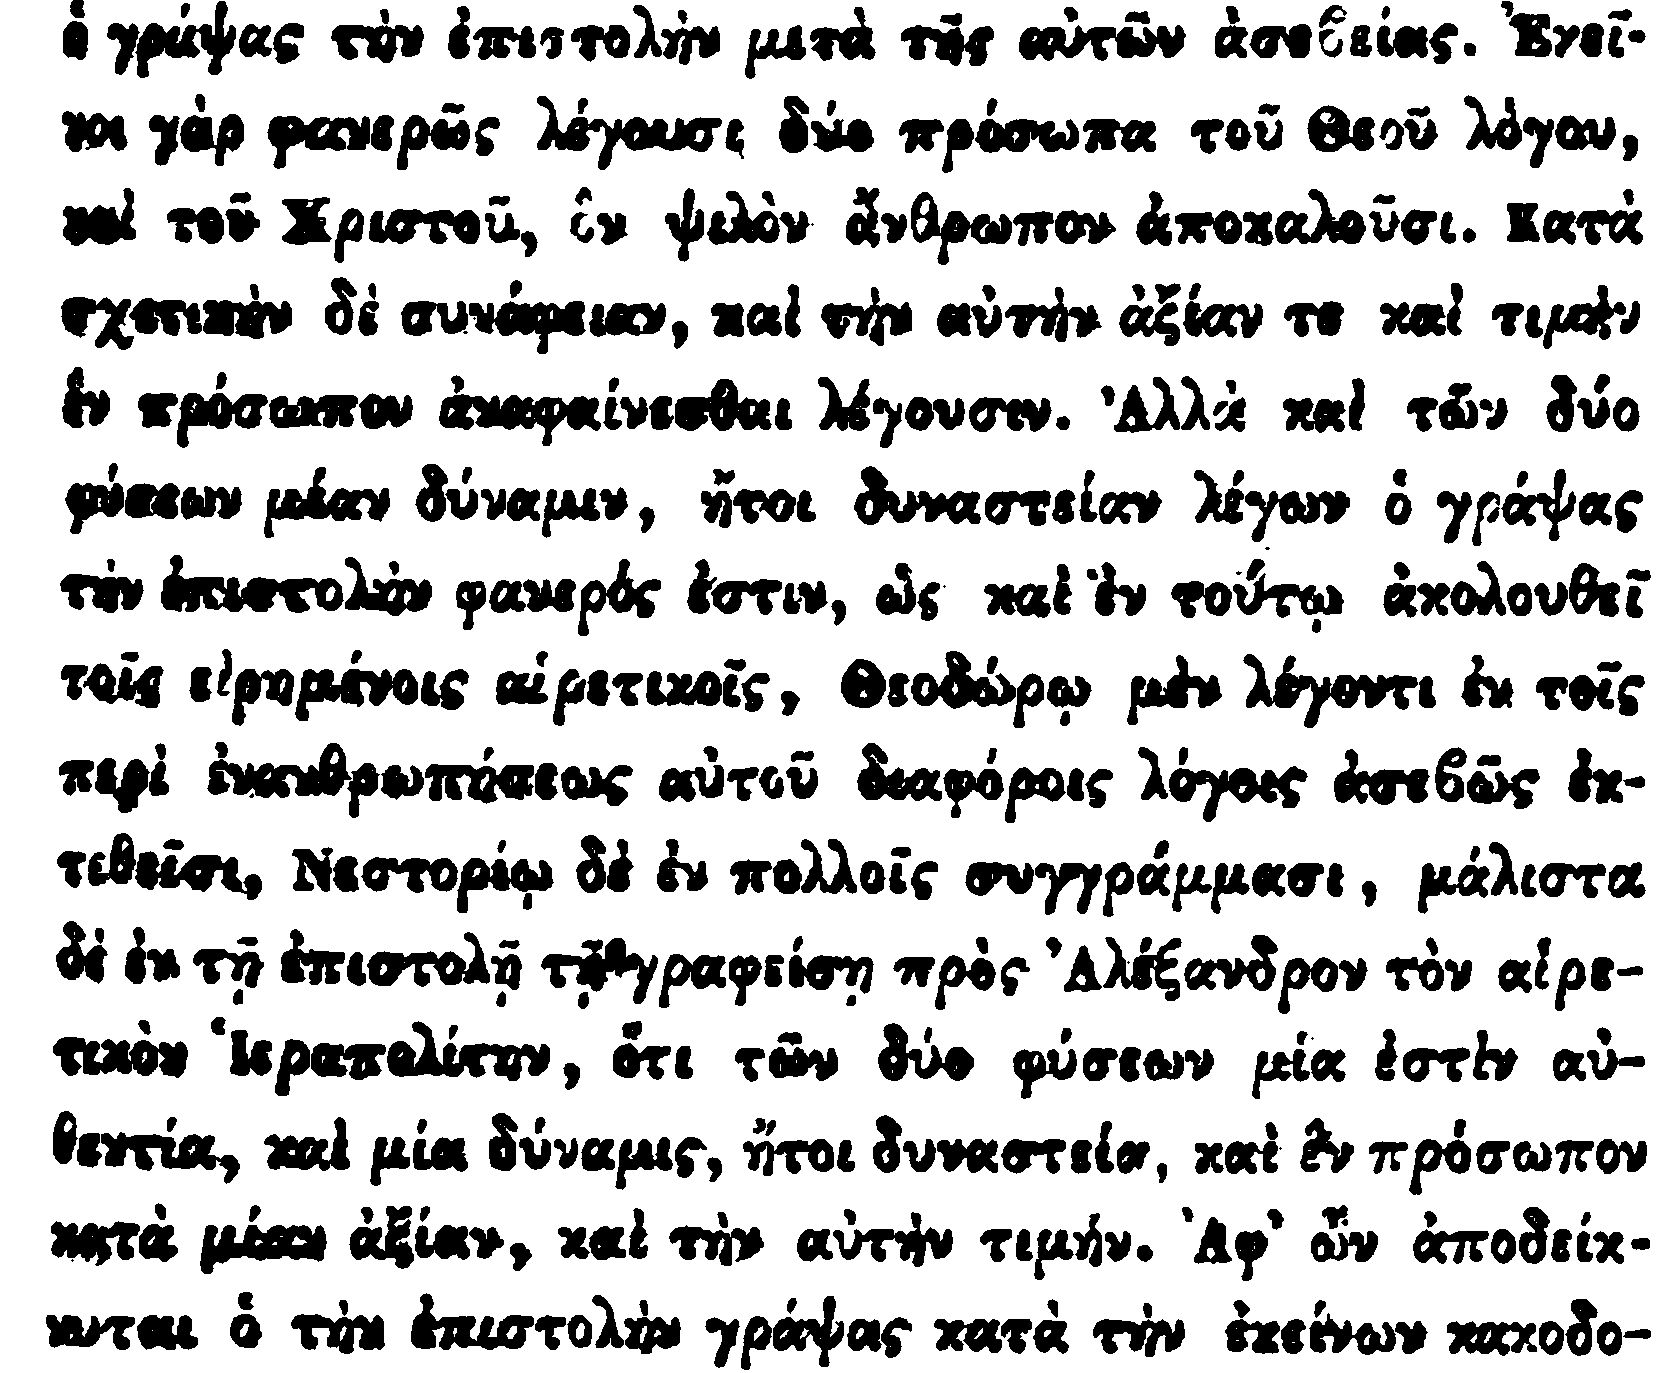 ὁ γράψας τὴν ἐπιστολὴν μετὰ τῆς αὐτῶν ἀσεβείας. Ἐκεῖ-
νοι γὰρ φανερῶς λέγουσι δύο πρόσωπα τοῦ Θεοῦ λόγου,
καὶ τοῦ Χριστοῦ, ὃν ψιλὸν ἄνθρωπον ἀποκαλοῦσι. Κατὰ
σχετικὴν δὲ συνάφειαν, καὶ τὴν αὐτὴν ἀξίαν τε καὶ τιμὴν
ἓν πρόσωπον ἀναφαίνεσθαι λέγουσιν. Ἀλλὰ καὶ τῶν δύο
φύσεων μίαν δύναμιν, ἤτοι δυναστείαν λέγων ὁ γράψας
τὴν ἐπιστολὴν φανερός ἐστιν, ὡς καὶ ἐν τούτῳ ἀκολουθεῖ
τοῖς εἰρημένοις αἱρετικοῖς, Θεοδώρῳ μὲν λέγοντι ἐν τοῖς
περὶ ἐνανθρωπήσεως αὐτοῦ διαφόροις λόγοις ἀσεβῶς ἐκ-
τεθεῖσι, Νεστορίῳ δὲ ἐν πολλοῖς συγγράμμασι, μάλιστα
δὲ ἐν τῇ ἐπιστολῇ τῇ γραφείσῃ πρὸς Ἀλέξανδρον τὸν αἱρε-
τικὸν Ἱεραπολίτην, ὅτι τῶν δύο φύσεων μία ἐστὶν αὐ-
θεντία, καὶ μία δύναμις, ἤτοι δυναστεία, καὶ ἓν πρόσωπον
κατὰ μίαν ἀξίαν, καὶ τὴν αὐτὴν τιμήν. Ἀφ' ὧν ἀποδείκ-
νυται ὁ τὴν ἐπιστολὴν γράψας κατὰ τὴν ἐκείνων κακοδο-